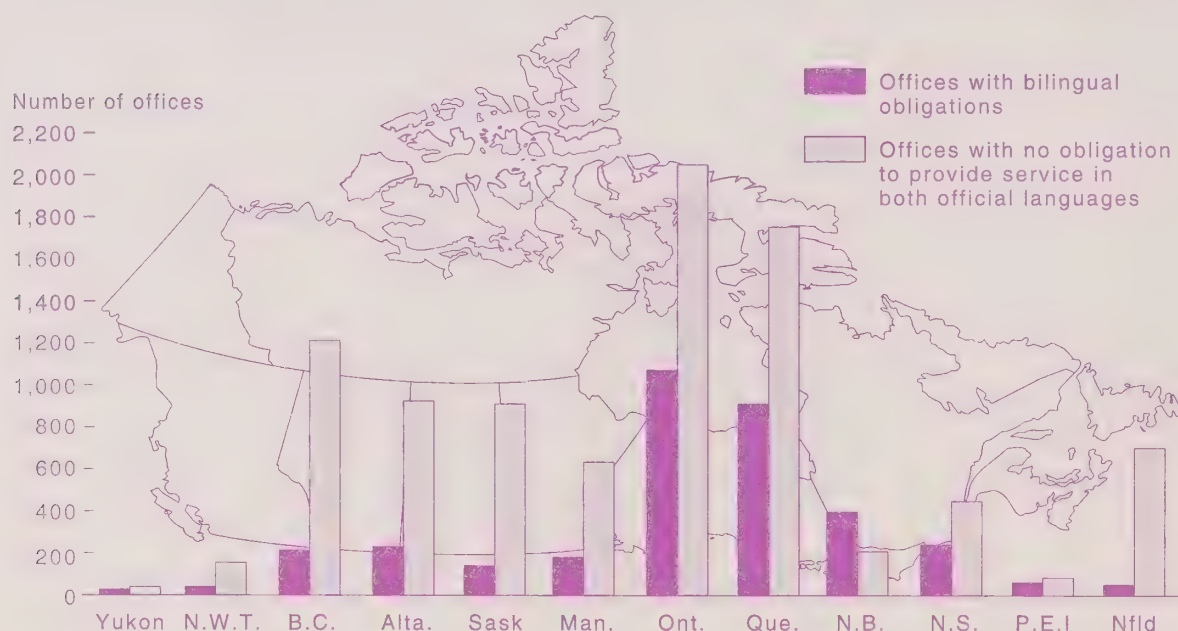 Number of offices
2,200
2,000
1,800
1,600
1,400
1,200
1,000
800
600
400
200
0
Offices with bilingual
obligations
Offices with no obligation
to provide service in
both official languages
Yukon N.W.T. B.C. Alta. Sask Man. Ont. Que. N.B. N.S. P.E.I Nfld